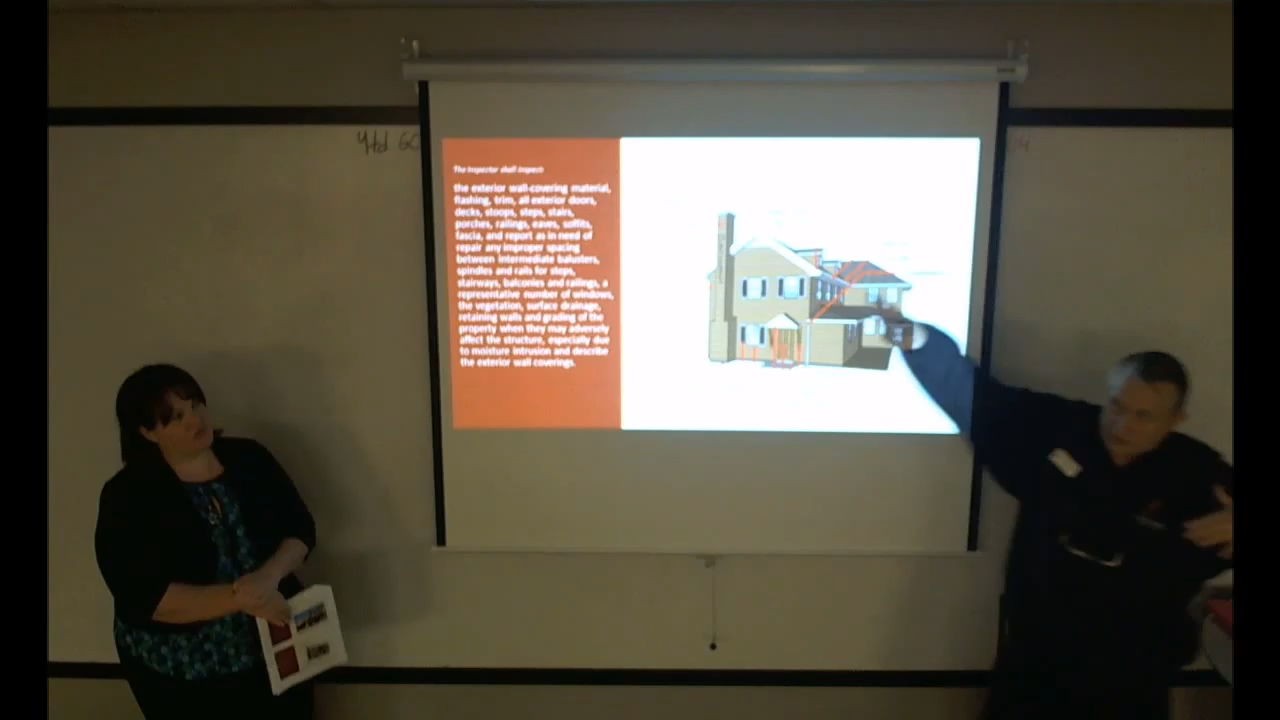 Ytd GC
The inspector shall inspect:
the exterior wall-covering material,
flashing, trim, all exterior doors,
decks, stoops, steps, stairs,
porches, railings, eaves, soffits,
fascia, and report as in need of
repair any improper spacing
between intermediate balusters,
spindles and rails for steps,
stairways, balconies and railings, a
representative number of windows,
the vegetation, surface drainage,
retaining walls and grading of the
property when they may adversely
affect the structure, especially due
to moisture intrusion and describe
the exterior wall coverings.